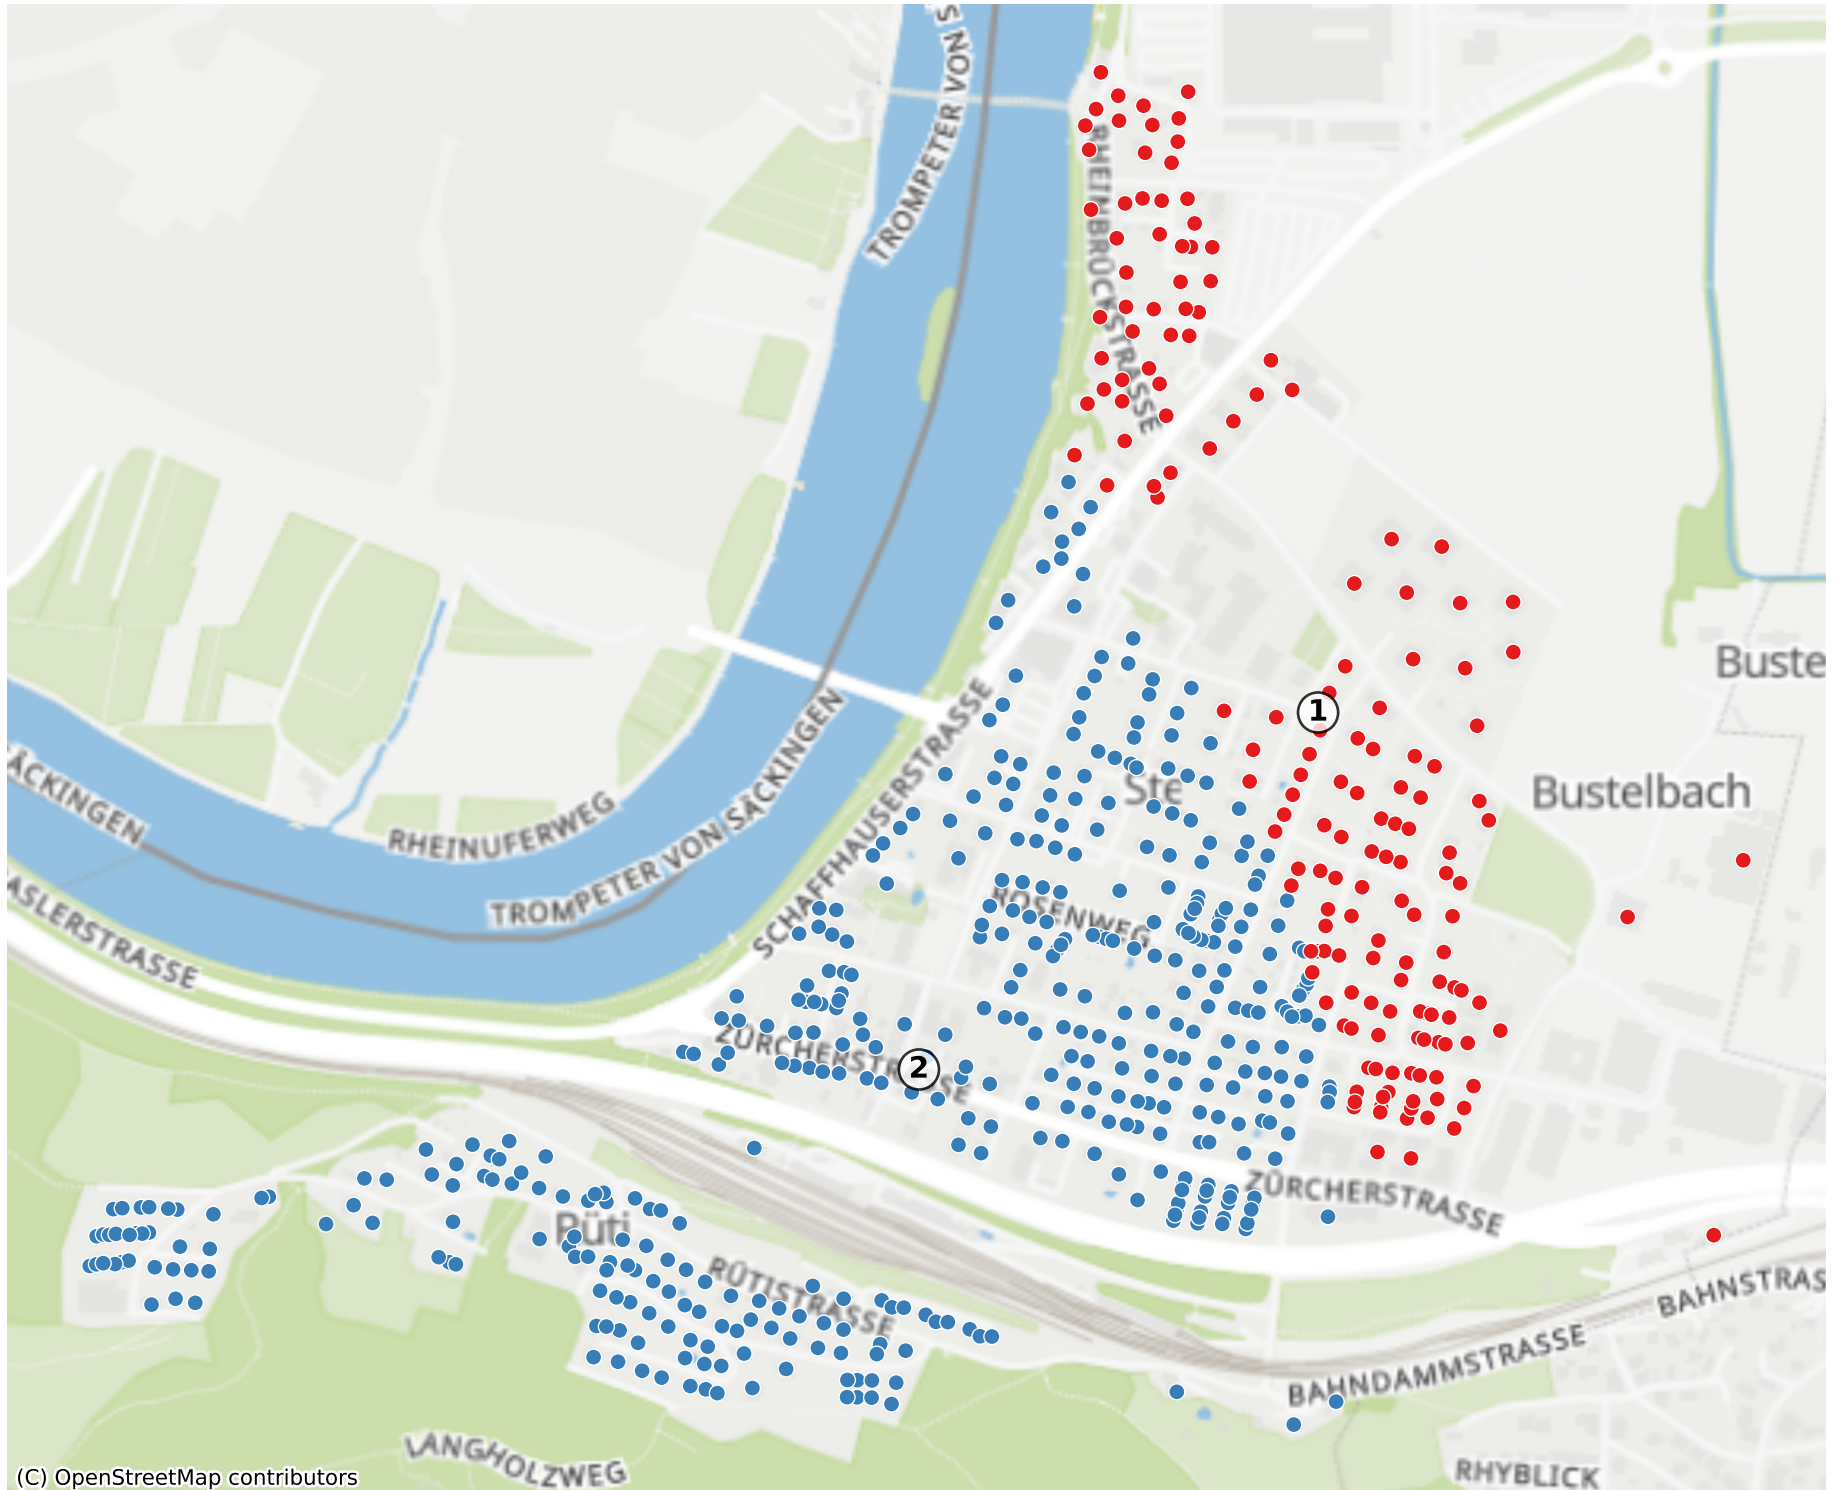 TROMPETER VON S
TROMPETER VON
RHEINBRÜCKSTRASSE
Buste
1
ÄCKINGEN
RHEINUFERWEG
TROMPETER VON SÄCKINGEN
SCHAFFHAUSERSTRASSE
Ste
Bustelbach
ASLERSTRASSE
ROSENWEG
ZÜRCHERSTRASSE
2
ZÜRCHERSTRASSE
Rüti
RÜTISTRASSE
BAHNSTRAS
BAHNDAMMSTRASSE
LANGHOLZWEG
RHYBLICK
(C) OpenStreetMap contributors